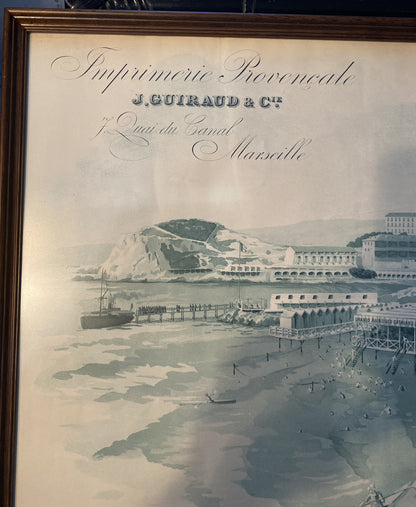 Imprimerie Provençale
J. GUIRAUD & Cie
7, Quai du Canal
Marseille